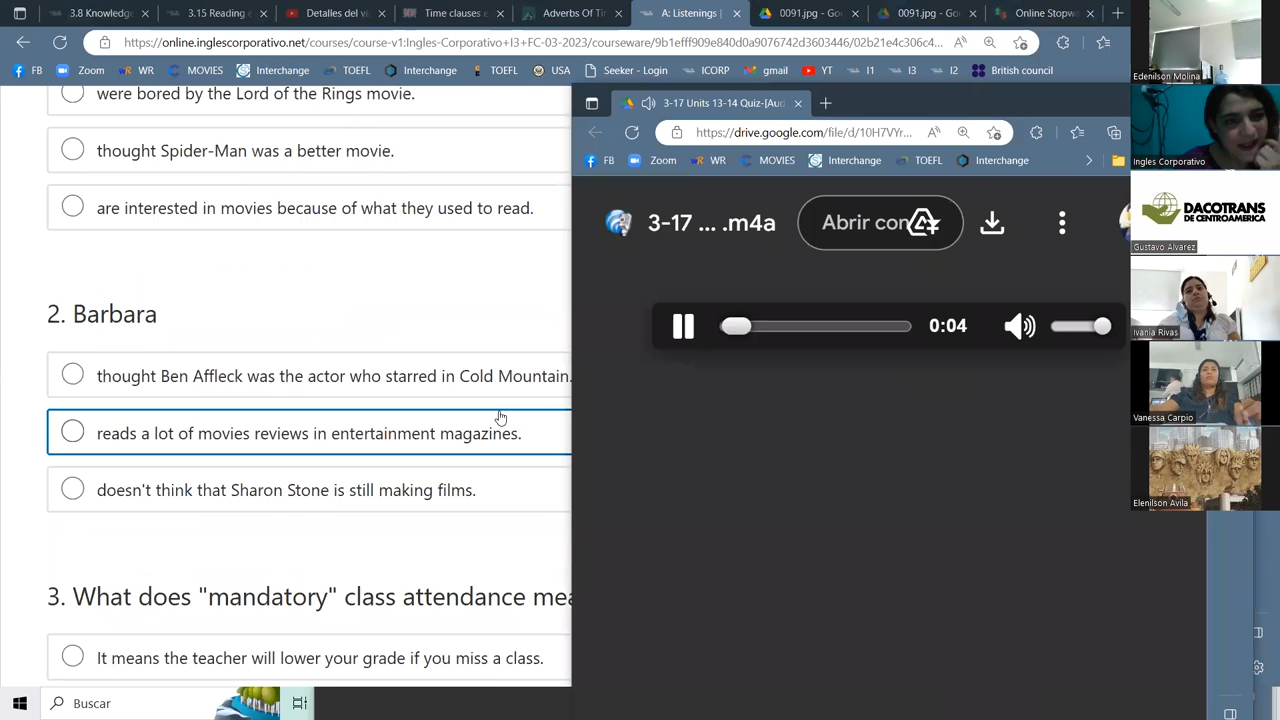 3.8 Knowledge
3.15 Reading e
Detalles del vi
Time clauses e
Adverbs Of Tim
A: Listenings |
0091.jpg - Goo
0091.jpg - Goo
Online Stopwa
https://online.inglescorporativo.net/courses/course-v1:Ingles-Corporativo+I3+FC-03-2023/courseware/9b1efff909e840d0a9076742d3603446/02b21e4c306c4...
FB
Zoom
WR
MOVIES
Interchange
TOEFL
Interchange
TOEFL
USA
Seeker - Login
ICORP
gmail
YT
I1
I3
I2
British council
were bored by the Lord of the Rings movie.
thought Spider-Man was a better movie.
are interested in movies because of what they used to read.
2. Barbara
thought Ben Affleck was the actor who starred in Cold Mountain.
reads a lot of movies reviews in entertainment magazines.
doesn't think that Sharon Stone is still making films.
3. What does "mandatory" class attendance mea
It means the teacher will lower your grade if you miss a class.
Buscar
3-17 Units 13-14 Quiz-[Aud
https://drive.google.com/file/d/10H7VYr...
FB
Zoom
WR
MOVIES
Interchange
TOEFL
Interchange
3-17 ... .m4a
Abrir con
0:04
Edenilson Molina
Ingles Corporativo
DACOTRANS
DE CENTROAMERICA
Gustavo Alvarez
Ivania Rivas
Vanessa Carpio
Elenilson Avila